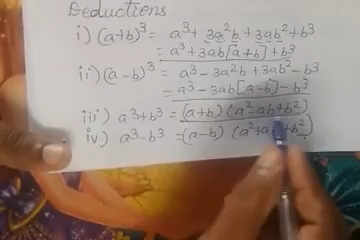 Deductions
i) (a+b)³ = a³ + 3a²b + 3ab² + b³
= a³ + 3ab[a+b] + b³
ii) (a-b)³ = a³ - 3a²b + 3ab² - b³
= a³ - 3ab[a-b] - b³
iii) a³+b³ = (a+b) (a²-ab+b²)
iv) a³-b³ = (a-b) (a²+a +b²)